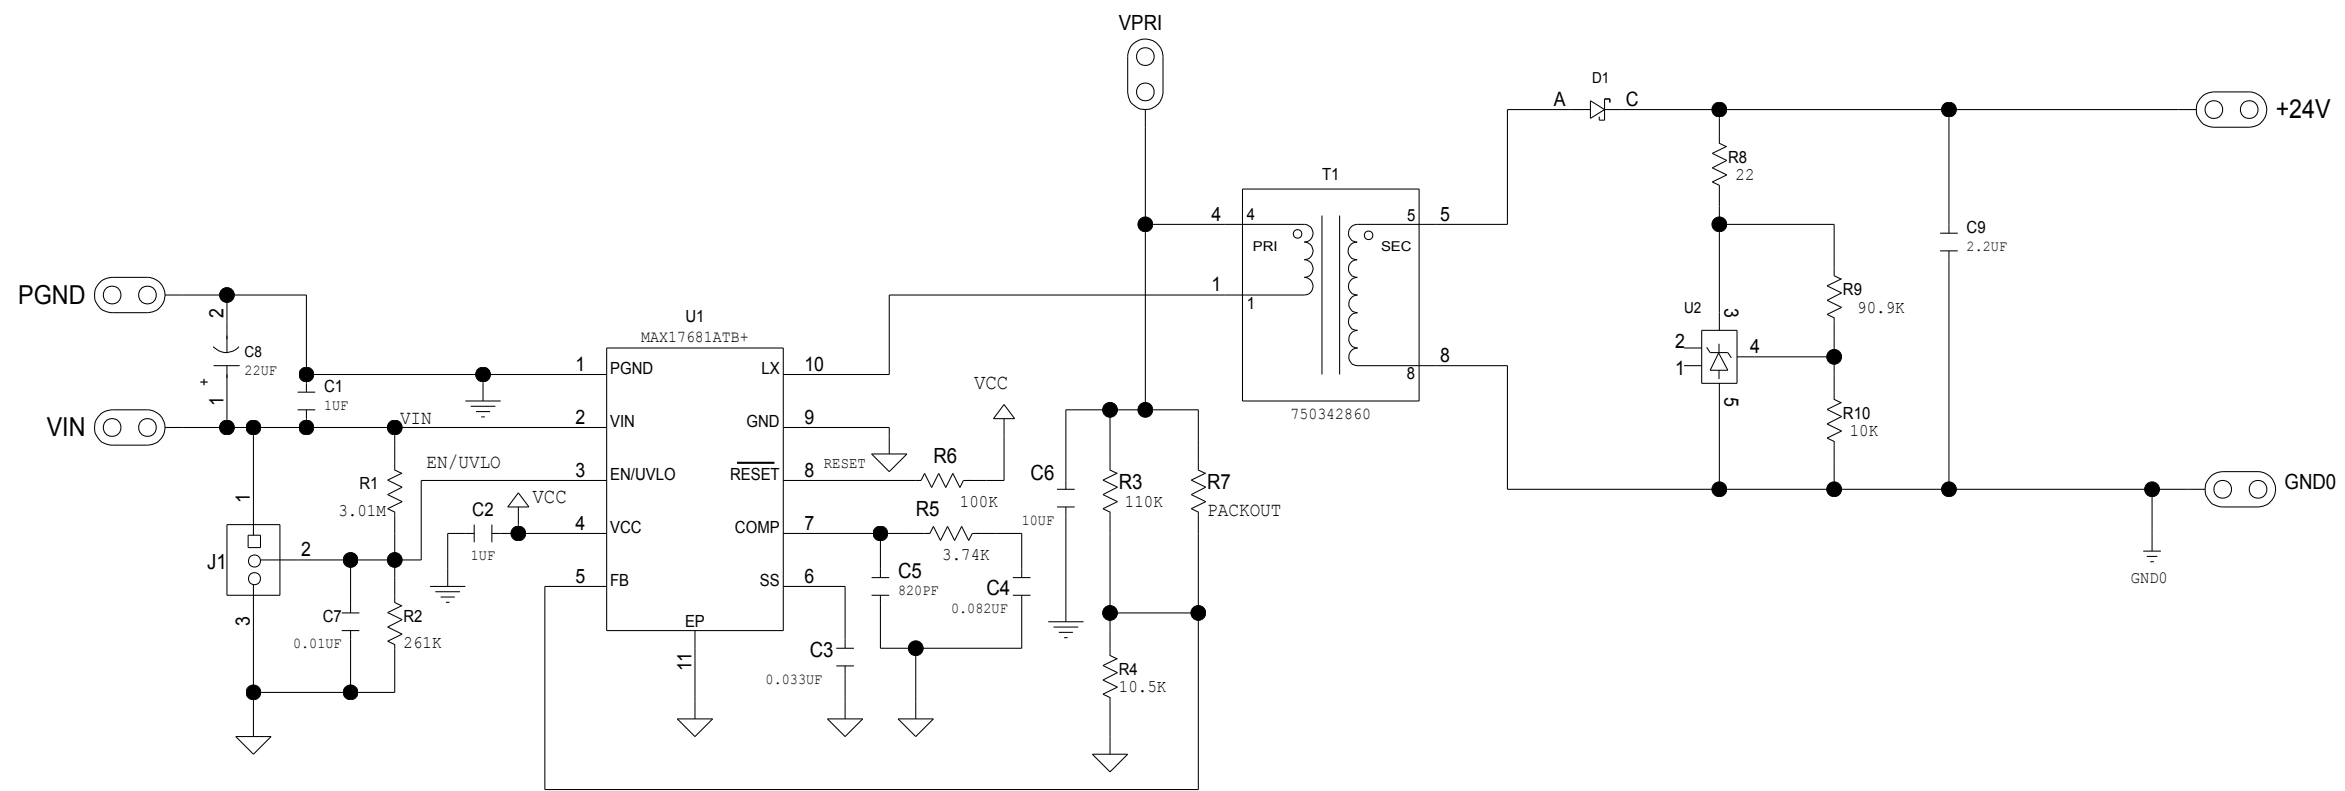 VPRI
D1
A
C
+24V
R8
22
T1
4
4
5
5
PRI
SEC
C9
2.2UF
1
1
8
8
750342860
R9
90.9K
U2
3
2
1
4
5
R10
10K
GND0
GND0
PGND
2
C8
22UF
+
1
C1
1UF
VIN
VIN
U1
MAX17681ATB+
1
PGND
LX
10
2
VIN
GND
9
EN/UVLO
3
EN/UVLO
RESET
8
RESET
R6
100K
VCC
VCC
4
VCC
COMP
7
R5
3.74K
5
FB
SS
6
EP
11
C2
1UF
R1
3.01M
1
J1
2
3
C7
0.01UF
R2
261K
C5
820PF
C4
0.082UF
C3
0.033UF
C6
10UF
R3
110K
R7
PACKOUT
R4
10.5K